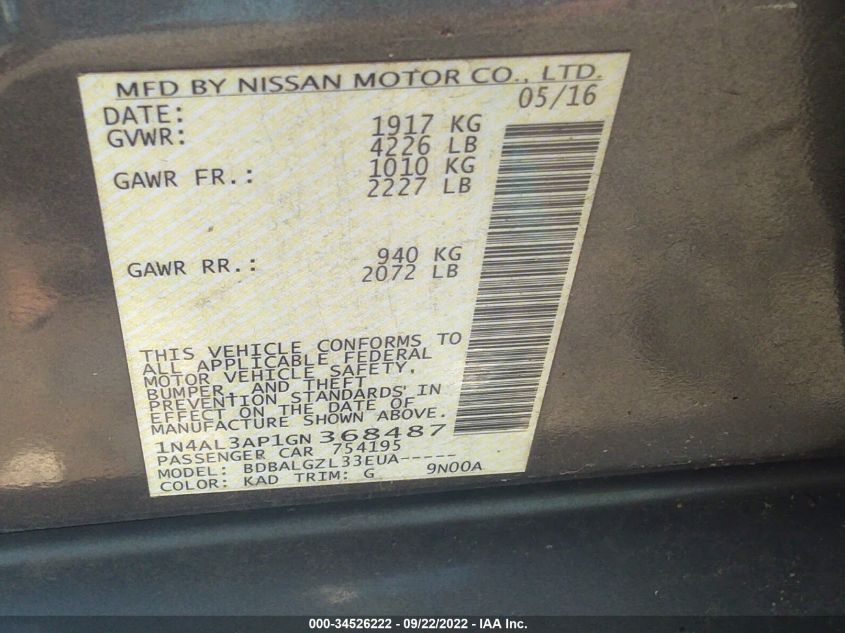 MFD BY NISSAN MOTOR CO., LTD.
DATE: 05/16
GVWR: 1917 KG
4226 LB
GAWR FR.: 1010 KG
2227 LB
GAWR RR.: 940 KG
2072 LB
THIS VEHICLE CONFORMS TO
ALL APPLICABLE FEDERAL
MOTOR VEHICLE SAFETY,
BUMPER, AND THEFT
PREVENTION STANDARDS IN
EFFECT ON THE DATE OF
MANUFACTURE SHOWN ABOVE.
1N4AL3AP1GN 368487
PASSENGER CAR 754195
MODEL: BDBALGZL33EUA-----
COLOR: KAD TRIM: G 9N00A
000-34526222 - 09/22/2022 - IAA Inc.